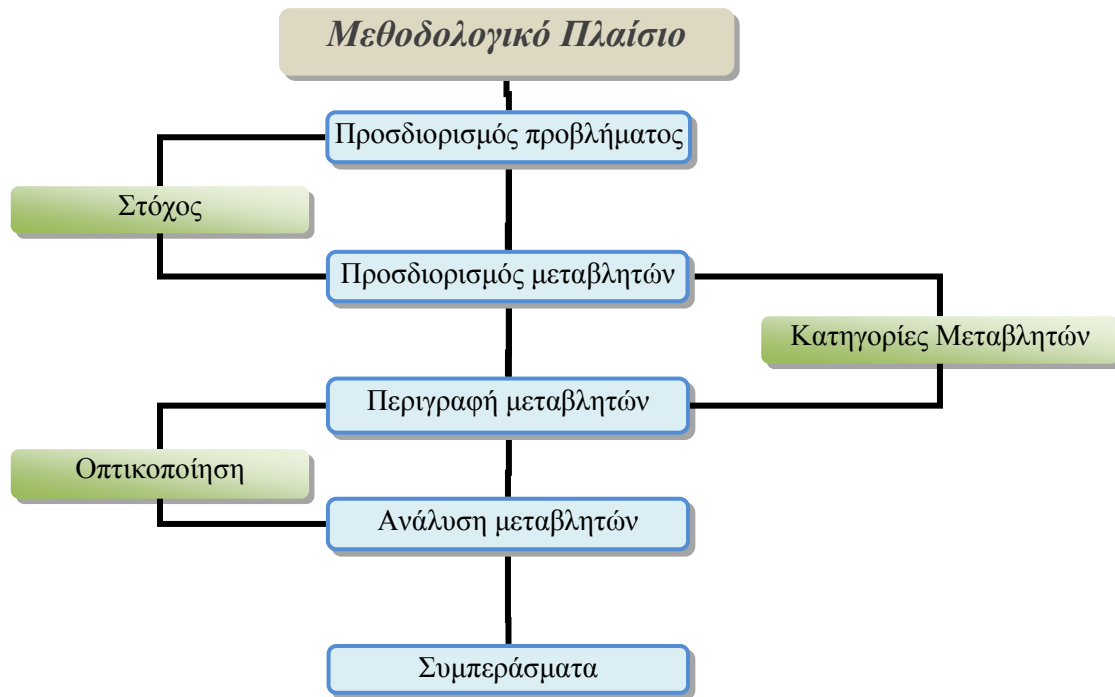 Μεθοδολογικό Πλαίσιο
Προσδιορισμός προβλήματος
Στόχος
Προσδιορισμός μεταβλητών
Κατηγορίες Μεταβλητών
Περιγραφή μεταβλητών
Οπτικοποίηση
Ανάλυση μεταβλητών
Συμπεράσματα